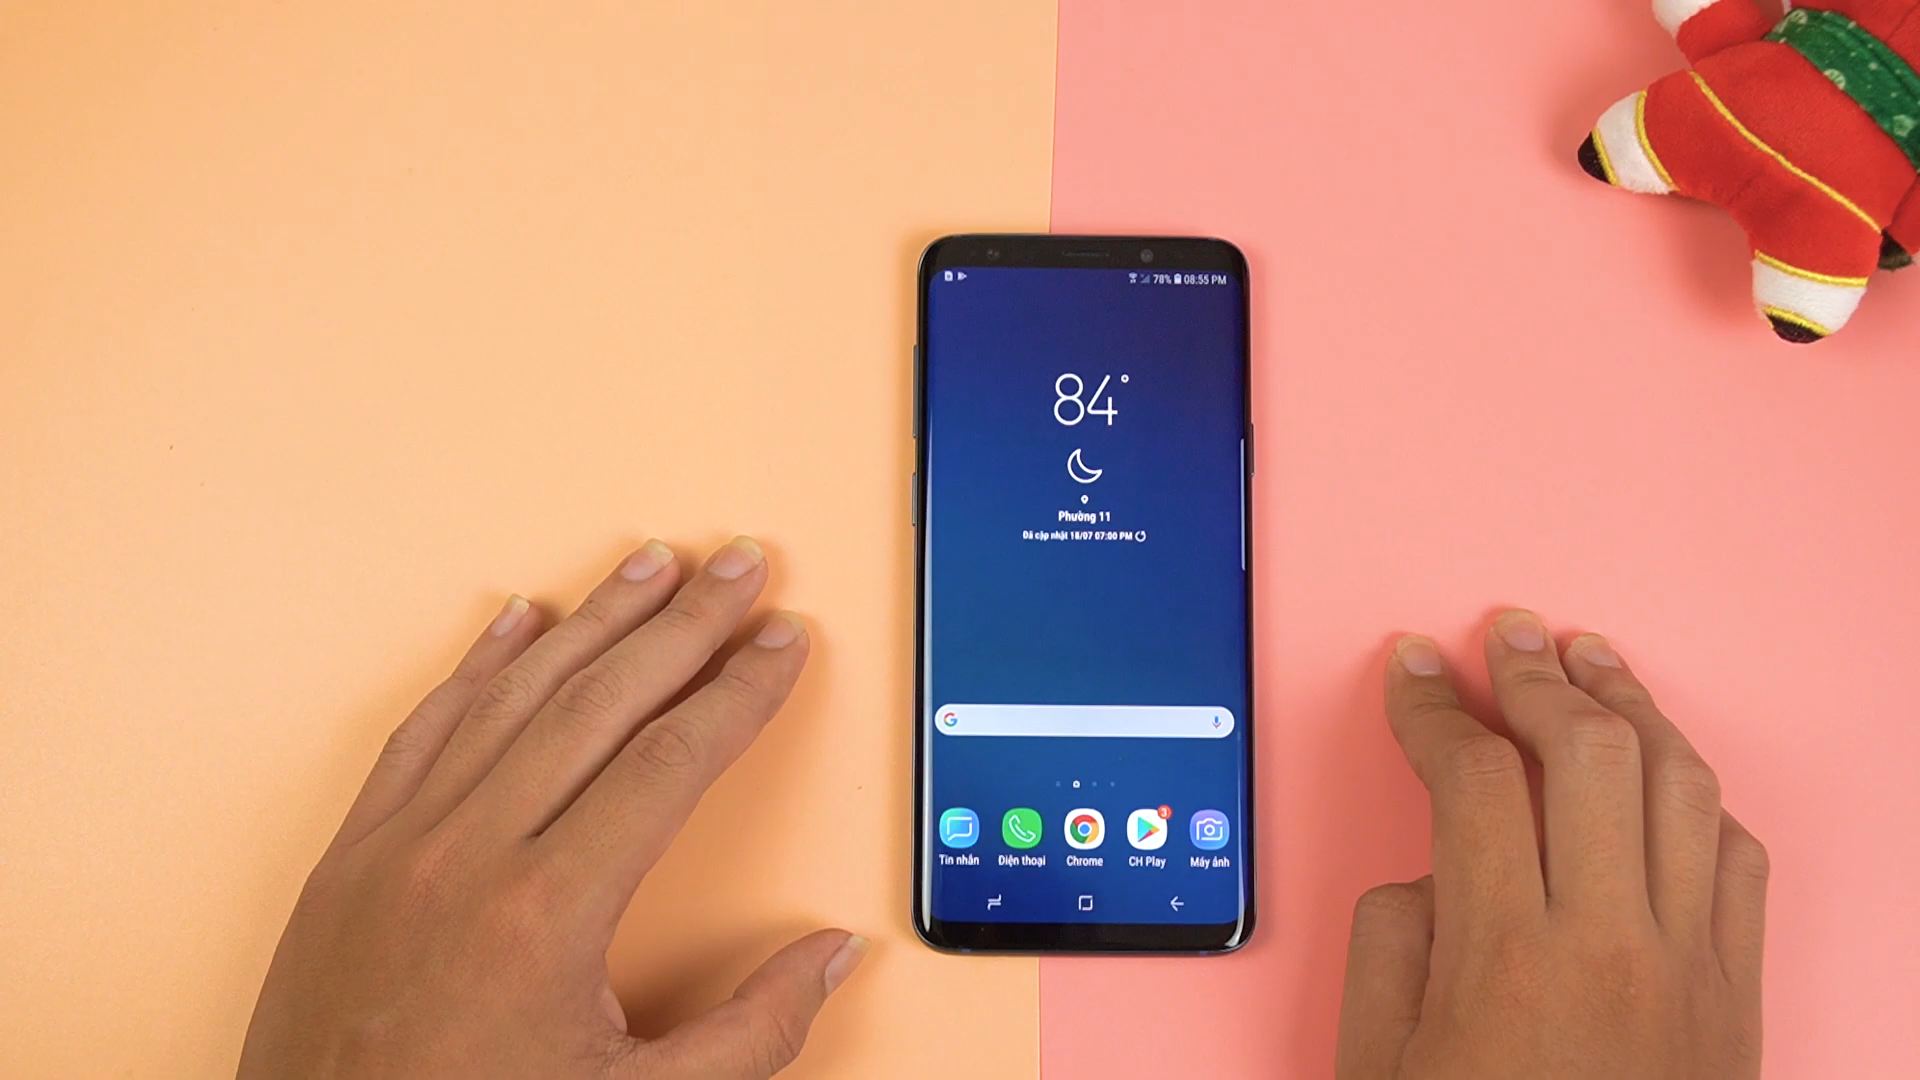 78% 08:55 PM
84°
Phường 11
Đã cập nhật 18/07 07:00 PM
G
3
Tin nhắn Điện thoại Chrome CH Play Máy ảnh